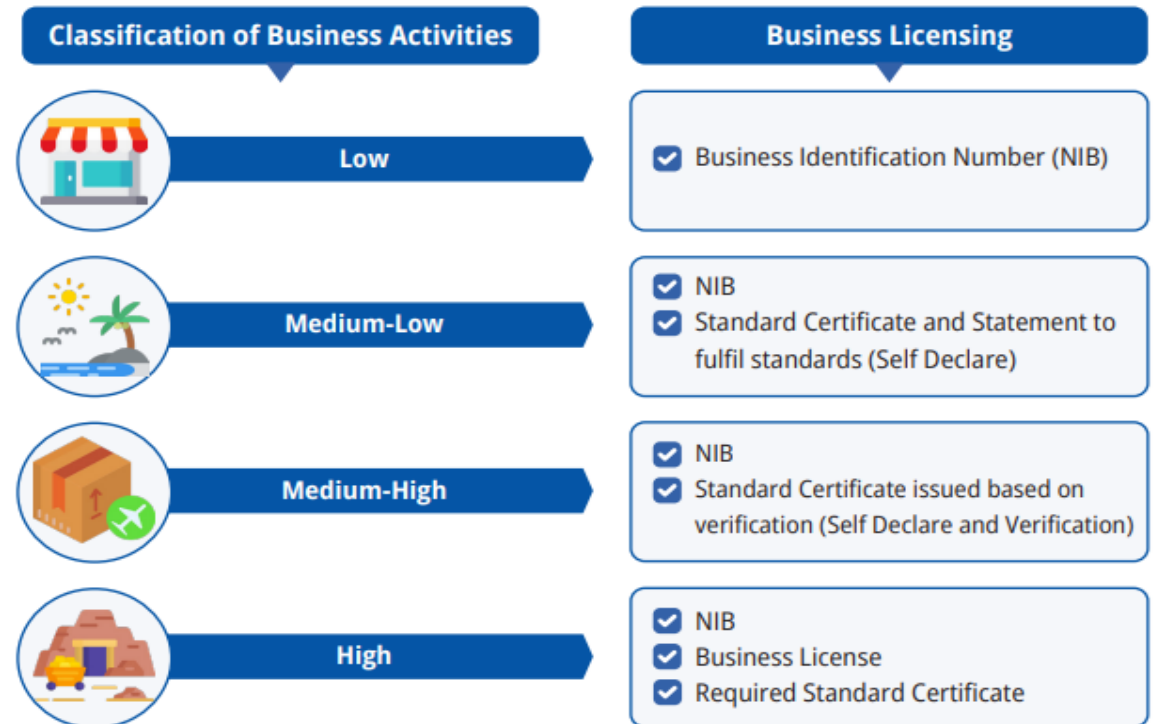 Classification of Business Activities
Business Licensing
Low
Business Identification Number (NIB)
Medium-Low
NIB
Standard Certificate and Statement to
fulfil standards (Self Declare)
Medium-High
NIB
Standard Certificate issued based on
verification (Self Declare and Verification)
High
NIB
Business License
Required Standard Certificate